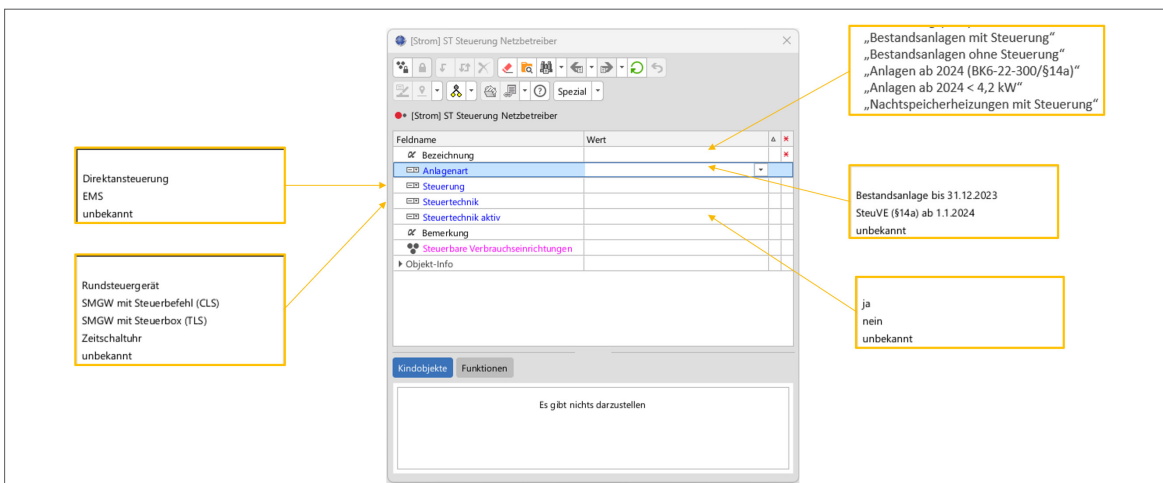 [Strom] ST Steuerung Netzbetreiber
Spezial
[Strom] ST Steuerung Netzbetreiber
Feldname Wert
Bezeichnung
Anlagenart
Steuerung
Steuertechnik
Steuertechnik aktiv
Bemerkung
Steuerbare Verbrauchseinrichtungen
Objekt-Info
Kindobjekte Funktionen
Es gibt nichts darzustellen
Direktansteuerung
EMS
unbekannt
Rundsteuergerät
SMGW mit Steuerbefehl (CLS)
SMGW mit Steuerbox (TLS)
Zeitschaltuhr
unbekannt
„Bestandsanlagen mit Steuerung“
„Bestandsanlagen ohne Steuerung“
„Anlagen ab 2024 (BK6-22-300/§14a)“
„Anlagen ab 2024 < 4,2 kW“
„Nachtspeicherheizungen mit Steuerung“
Bestandsanlage bis 31.12.2023
SteuVE (§14a) ab 1.1.2024
unbekannt
ja
nein
unbekannt